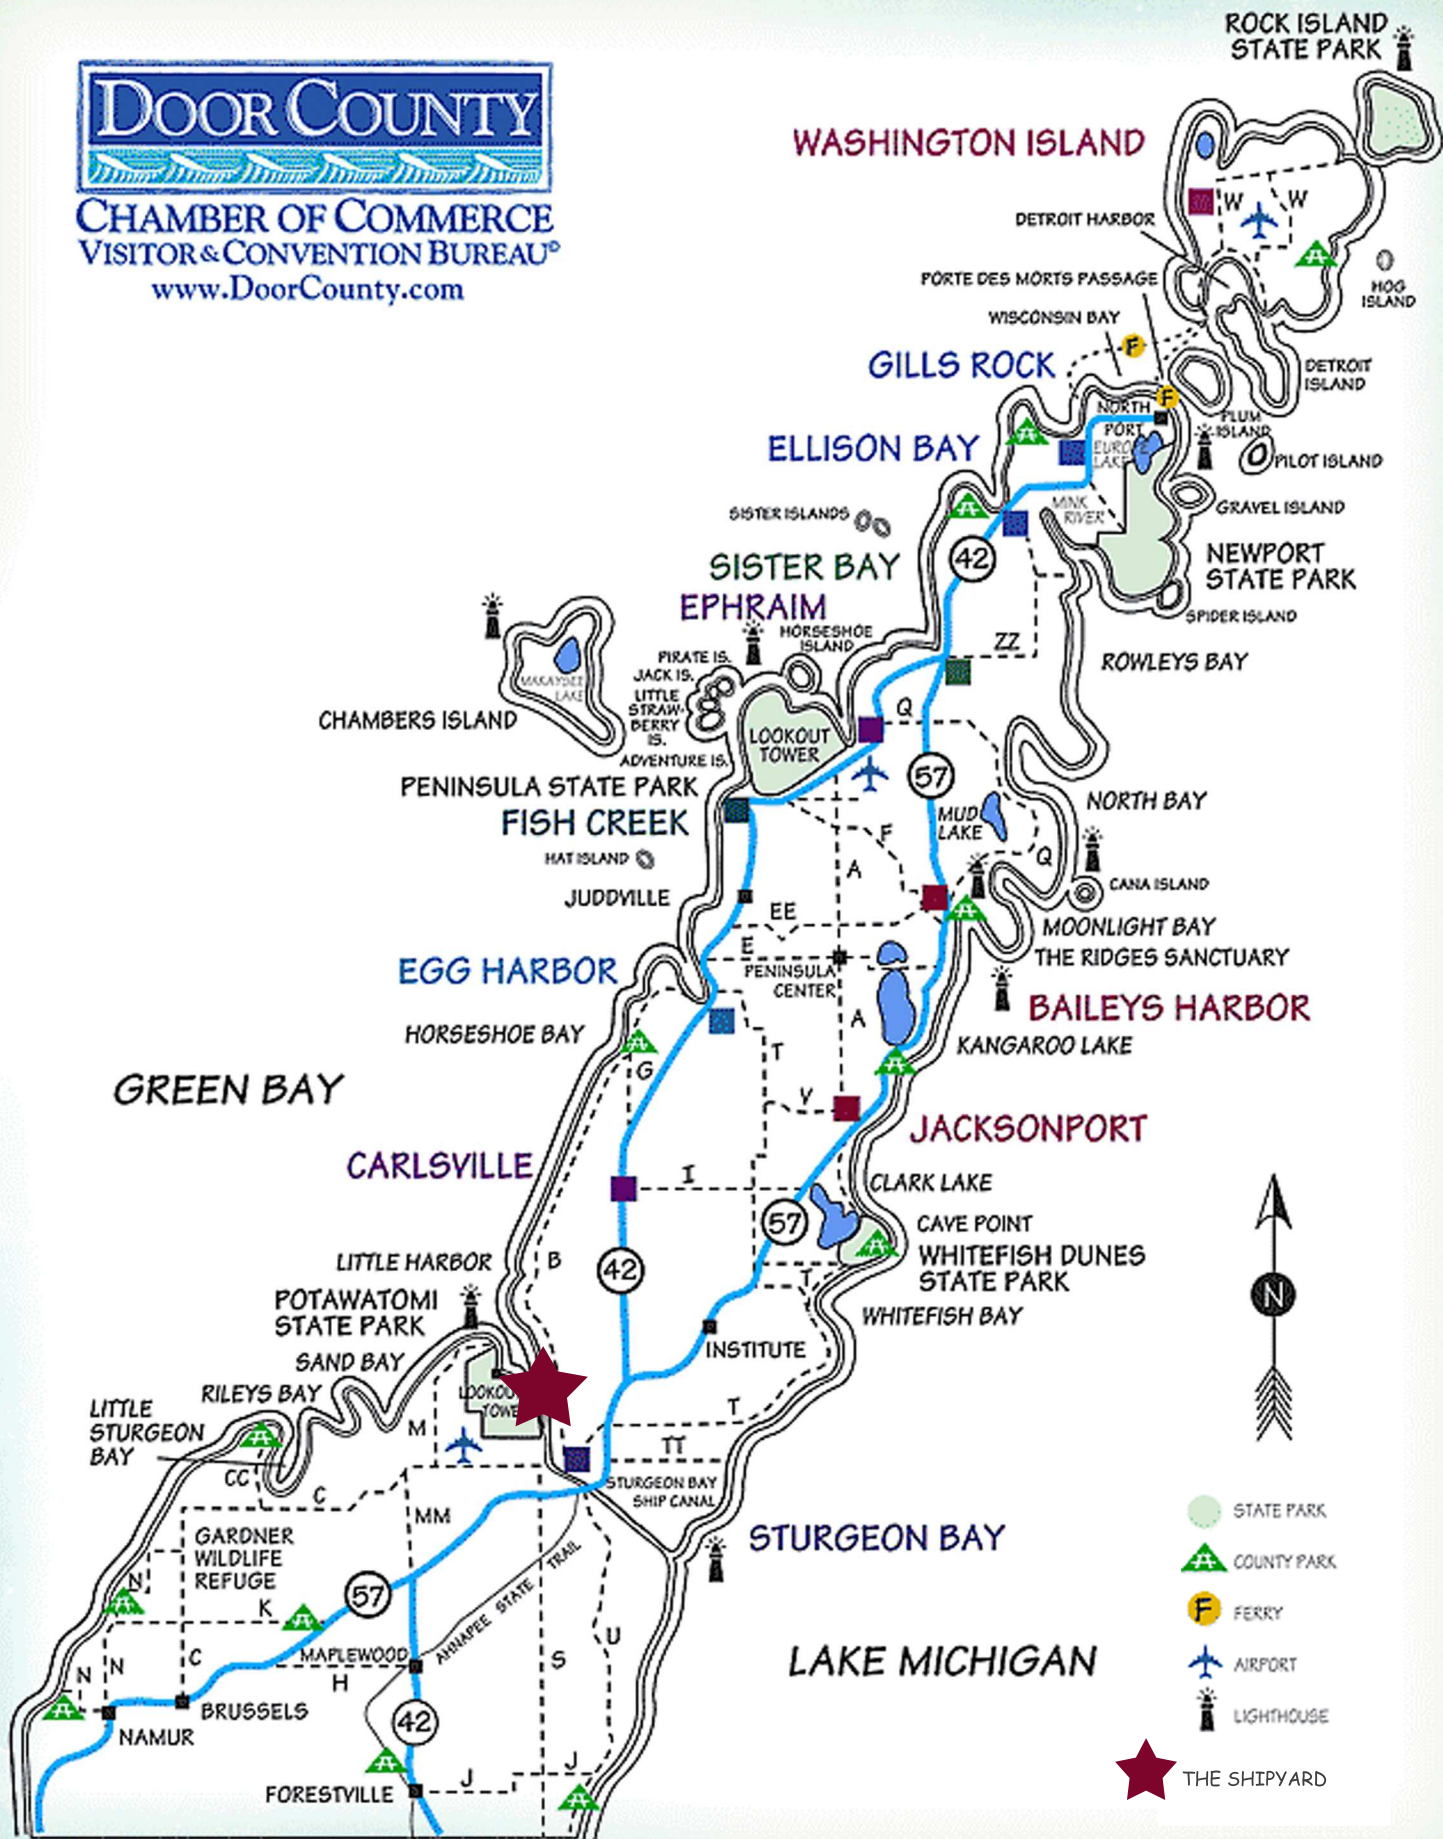 ROCK ISLAND
STATE PARK
DOOR COUNTY
CHAMBER OF COMMERCE
VISITOR & CONVENTION BUREAU©
www.DoorCounty.com
WASHINGTON ISLAND
W
W
DETROIT HARBOR
HOG
ISLAND
PORTE DES MORTS PASSAGE
WISCONSIN BAY
F
GILLS ROCK
DETROIT
ISLAND
F
NORTH
PORT
PLUM
ISLAND
EUROPE
LAKE
ELLISON BAY
PILOT ISLAND
GRAVEL ISLAND
MINK
RIVER
SISTER ISLANDS
42
NEWPORT
STATE PARK
SISTER BAY
EPHRAIM
SPIDER ISLAND
HORSESHOE
ISLAND
ZZ
ROWLEYS BAY
PIRATE IS.
JACK IS.
LITTLE
STRAW-
BERRY
IS.
ADVENTURE IS.
MAKAYSEE
LAKE
CHAMBERS ISLAND
Q
LOOKOUT
TOWER
57
PENINSULA STATE PARK
FISH CREEK
NORTH BAY
MUD
LAKE
F
Q
HAT ISLAND
A
JUDDVILLE
CANA ISLAND
EE
MOONLIGHT BAY
THE RIDGES SANCTUARY
E
PENINSULA
CENTER
EGG HARBOR
BAILEYS HARBOR
A
HORSESHOE BAY
KANGAROO LAKE
T
G
GREEN BAY
V
JACKSONPORT
CARLSVILLE
I
CLARK LAKE
57
CAVE POINT
WHITEFISH DUNES
STATE PARK
LITTLE HARBOR
B
42
T
N
POTAWATOMI
STATE PARK
WHITEFISH BAY
INSTITUTE
SAND BAY
RILEYS BAY
LOOKOU
TOWE
LITTLE
STURGEON
BAY
T
M
TT
CC
C
STURGEON BAY
SHIP CANAL
MM
STURGEON BAY
GARDNER
WILDLIFE
REFUGE
N
57
AHNAPEE STATE TRAIL
K
U
N
N
C
MAPLEWOOD
H
S
LAKE MICHIGAN
BRUSSELS
NAMUR
42
FORESTVILLE
J
J
STATE PARK
COUNTY PARK
F
FERRY
AIRPORT
LIGHTHOUSE
THE SHIPYARD